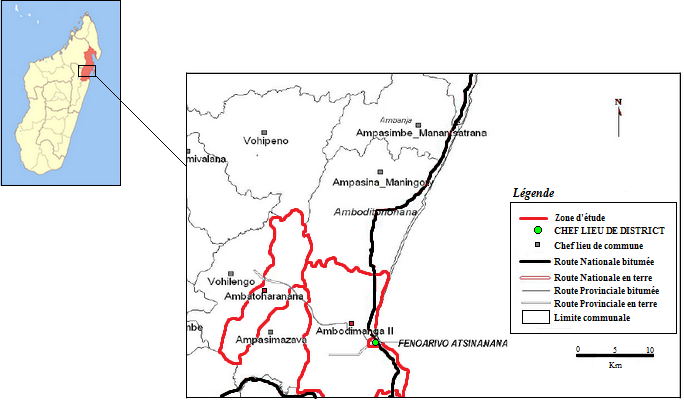 Ampanja
Ampasimbe_Manantsatrana
Vohipeno
mivalana
Ampasina_Maningory
Ambodibonohana
Vohilengo
Ambatoharanana
mbe
Ampasimazava
Ambodimanga II
FENOARIVO ATSINANANA
N
Légende
Zone d'étude
CHEF LIEU DE DISTRICT
Chef lieu de commune
Route Nationale bitumée
Route Nationale en terre
Route Provinciale bitumée
Route Provinciale en terre
Limite communale
0 5 10
Km